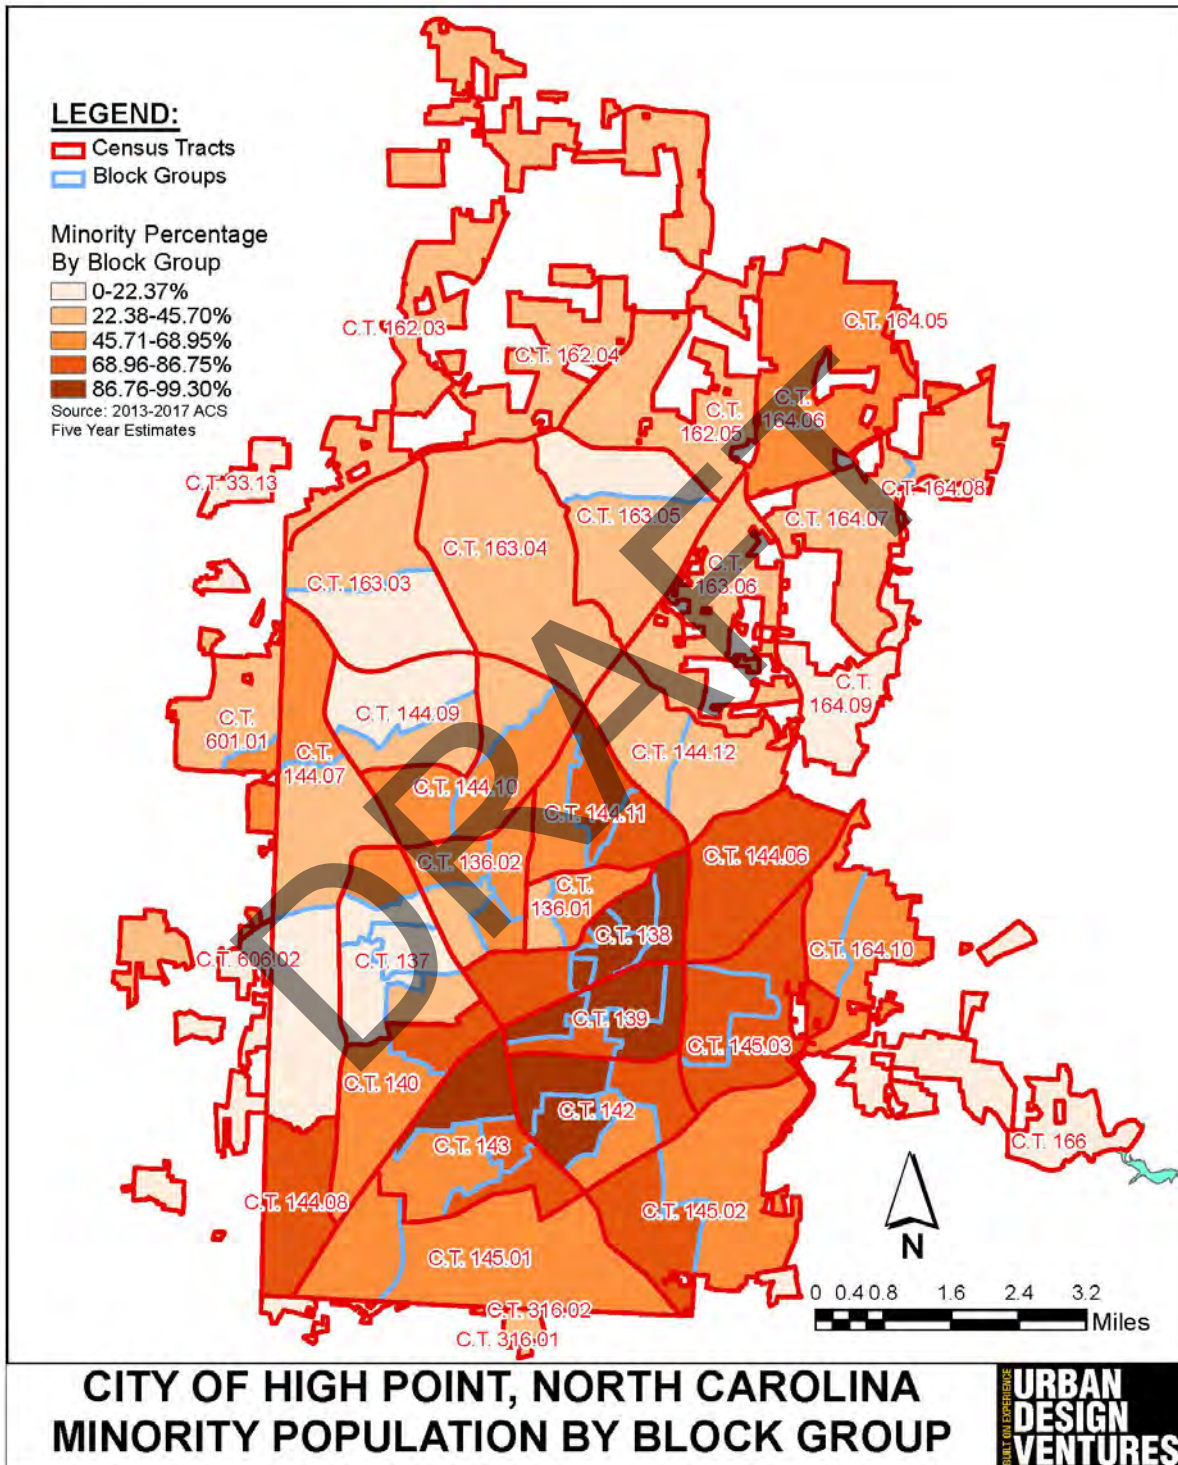 LEGEND:
Census Tracts
Block Groups
Minority Percentage
By Block Group
0-22.37%
22.38-45.70%
45.71-68.95%
68.96-86.75%
86.76-99.30%
Source: 2013-2017 ACS
Five Year Estimates
C.T. 164.05
C.T. 162.03
C.T. 162.04
C.T.
164.06
C.T.
162.05
C.T. 33.13
C.T. 164.08
C.T. 163.05
C.T. 164.07
C.T. 163.04
C.T.
163.06
C.T. 163.03
C.T.
164.09
C.T. 144.09
C.T.
601.01
C.T. 144.12
C.T.
144.07
C.T. 144.10
C.T. 144.11
C.T. 144.06
C.T. 136.02
C.T.
136.01
C.T. 138
C.T. 164.10
C.T. 606.02
C.T. 137
C.T. 139
C.T. 145.03
C.T. 140
C.T. 142
C.T. 143
C.T. 166
C.T. 144.08
C.T. 145.02
C.T. 145.01
C.T. 316.02
C.T. 316.01
DRAFT
N
0 0.4 0.8 1.6 2.4 3.2
Miles
CITY OF HIGH POINT, NORTH CAROLINA
MINORITY POPULATION BY BLOCK GROUP
BUILT ON EXPERIENCE
URBAN
DESIGN
VENTURES